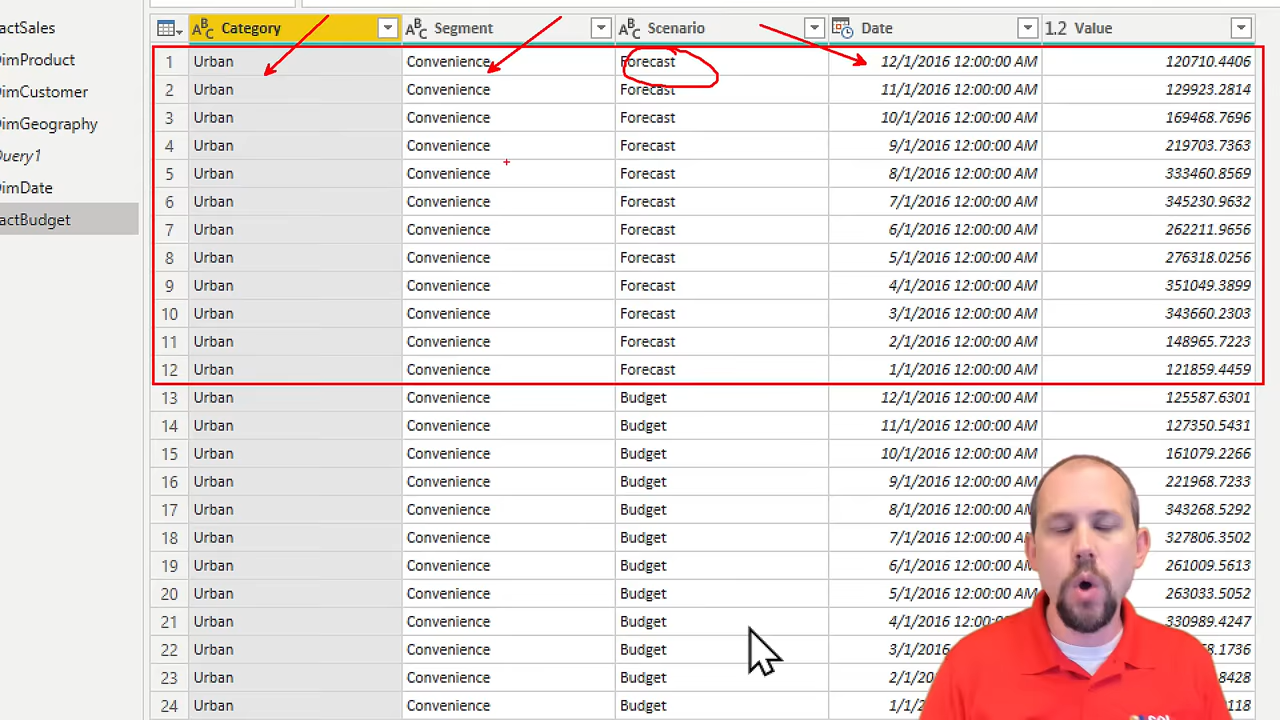 Category Segment Scenario Date 1.2 Value
actSales
DimProduct
DimCustomer
DimGeography
Query1
DimDate
actBudget
1 Urban Convenience Forecast 12/1/2016 12:00:00 AM 120710.4406
2 Urban Convenience Forecast 11/1/2016 12:00:00 AM 129923.2814
3 Urban Convenience Forecast 10/1/2016 12:00:00 AM 169468.7696
4 Urban Convenience Forecast 9/1/2016 12:00:00 AM 219703.7363
5 Urban Convenience Forecast 8/1/2016 12:00:00 AM 333460.8569
6 Urban Convenience Forecast 7/1/2016 12:00:00 AM 345230.9632
7 Urban Convenience Forecast 6/1/2016 12:00:00 AM 262211.9656
8 Urban Convenience Forecast 5/1/2016 12:00:00 AM 276318.0256
9 Urban Convenience Forecast 4/1/2016 12:00:00 AM 351049.3899
10 Urban Convenience Forecast 3/1/2016 12:00:00 AM 343660.2303
11 Urban Convenience Forecast 2/1/2016 12:00:00 AM 148965.7223
12 Urban Convenience Forecast 1/1/2016 12:00:00 AM 121859.4459
13 Urban Convenience Budget 12/1/2016 12:00:00 AM 125587.6301
14 Urban Convenience Budget 11/1/2016 12:00:00 AM 127350.5431
15 Urban Convenience Budget 10/1/2016 12:00:00 AM 161079.2266
16 Urban Convenience Budget 9/1/2016 12:00:00 AM 221968.7233
17 Urban Convenience Budget 8/1/2016 12:00:00 343268.5292
18 Urban Convenience Budget 7/1/2016 12:00:00 327806.3502
19 Urban Convenience Budget 6/1/2016 12:00:00 261009.5613
20 Urban Convenience Budget 5/1/2016 12:00:00 263033.5052
21 Urban Convenience Budget 4/1/2016 12:00 330989.4247
22 Urban Convenience Budget 3/1/2016 .1736
23 Urban Convenience Budget 2/1/20 .8428
24 Urban Convenience Budget 1/1/2 118